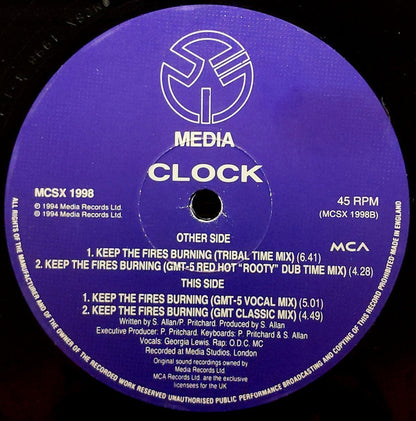 MEDIA
CLOCK
MCSX 1998
℗ 1994 Media Records Ltd.
© 1994 Media Records Ltd.
45 RPM
(MCSX 1998B)
OTHER SIDE
1. KEEP THE FIRES BURNING (TRIBAL TIME MIX) (6.41)
2. KEEP THE FIRES BURNING (GMT-5 RED HOT "ROOTY" DUB TIME MIX) (4.28)
MCA
THIS SIDE
1. KEEP THE FIRES BURNING (GMT-5 VOCAL MIX) (5.01)
2. KEEP THE FIRES BURNING (GMT CLASSIC MIX) (4.49)
Written by S. Allan/P. Pritchard. Produced by S. Allan
Executive Producer: P. Pritchard. Keyboards: P. Pritchard & S. Allan
Vocals: Georgia Lewis, Rap: O.D.C. MC
Recorded at Media Studios, London
Original sound recordings owned by
Media Records Ltd.
MCA Records Ltd. are the exclusive
licensees for the UK
ALL RIGHTS OF THE MANUFACTURER AND OF THE OWNER OF THE RECORDED WORK RESERVED UNAUTHORISED PUBLIC PERFORMANCE BROADCASTING AND COPYING OF THIS RECORD PROHIBITED·MADE IN ENGLAND